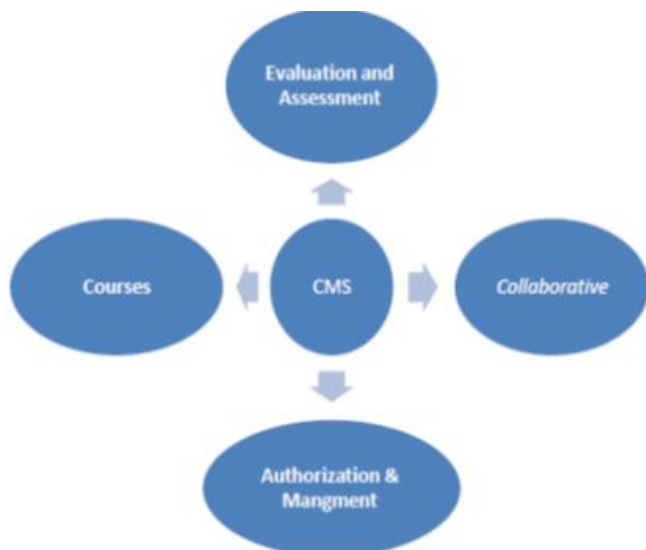 Evaluation and
Assessment
Courses
CMS
Collaborative
Authorization &
Mangment